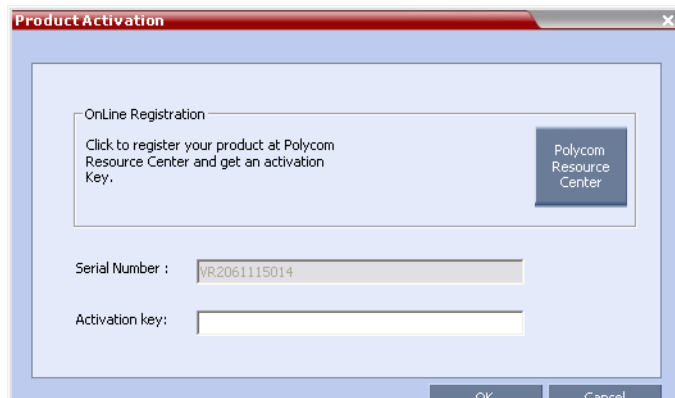 Product Activation
OnLine Registration
Click to register your product at Polycom
Resource Center and get an activation
Key.
Polycom
Resource
Center
Serial Number :
VR2061115014
Activation key:
OK
Cancel